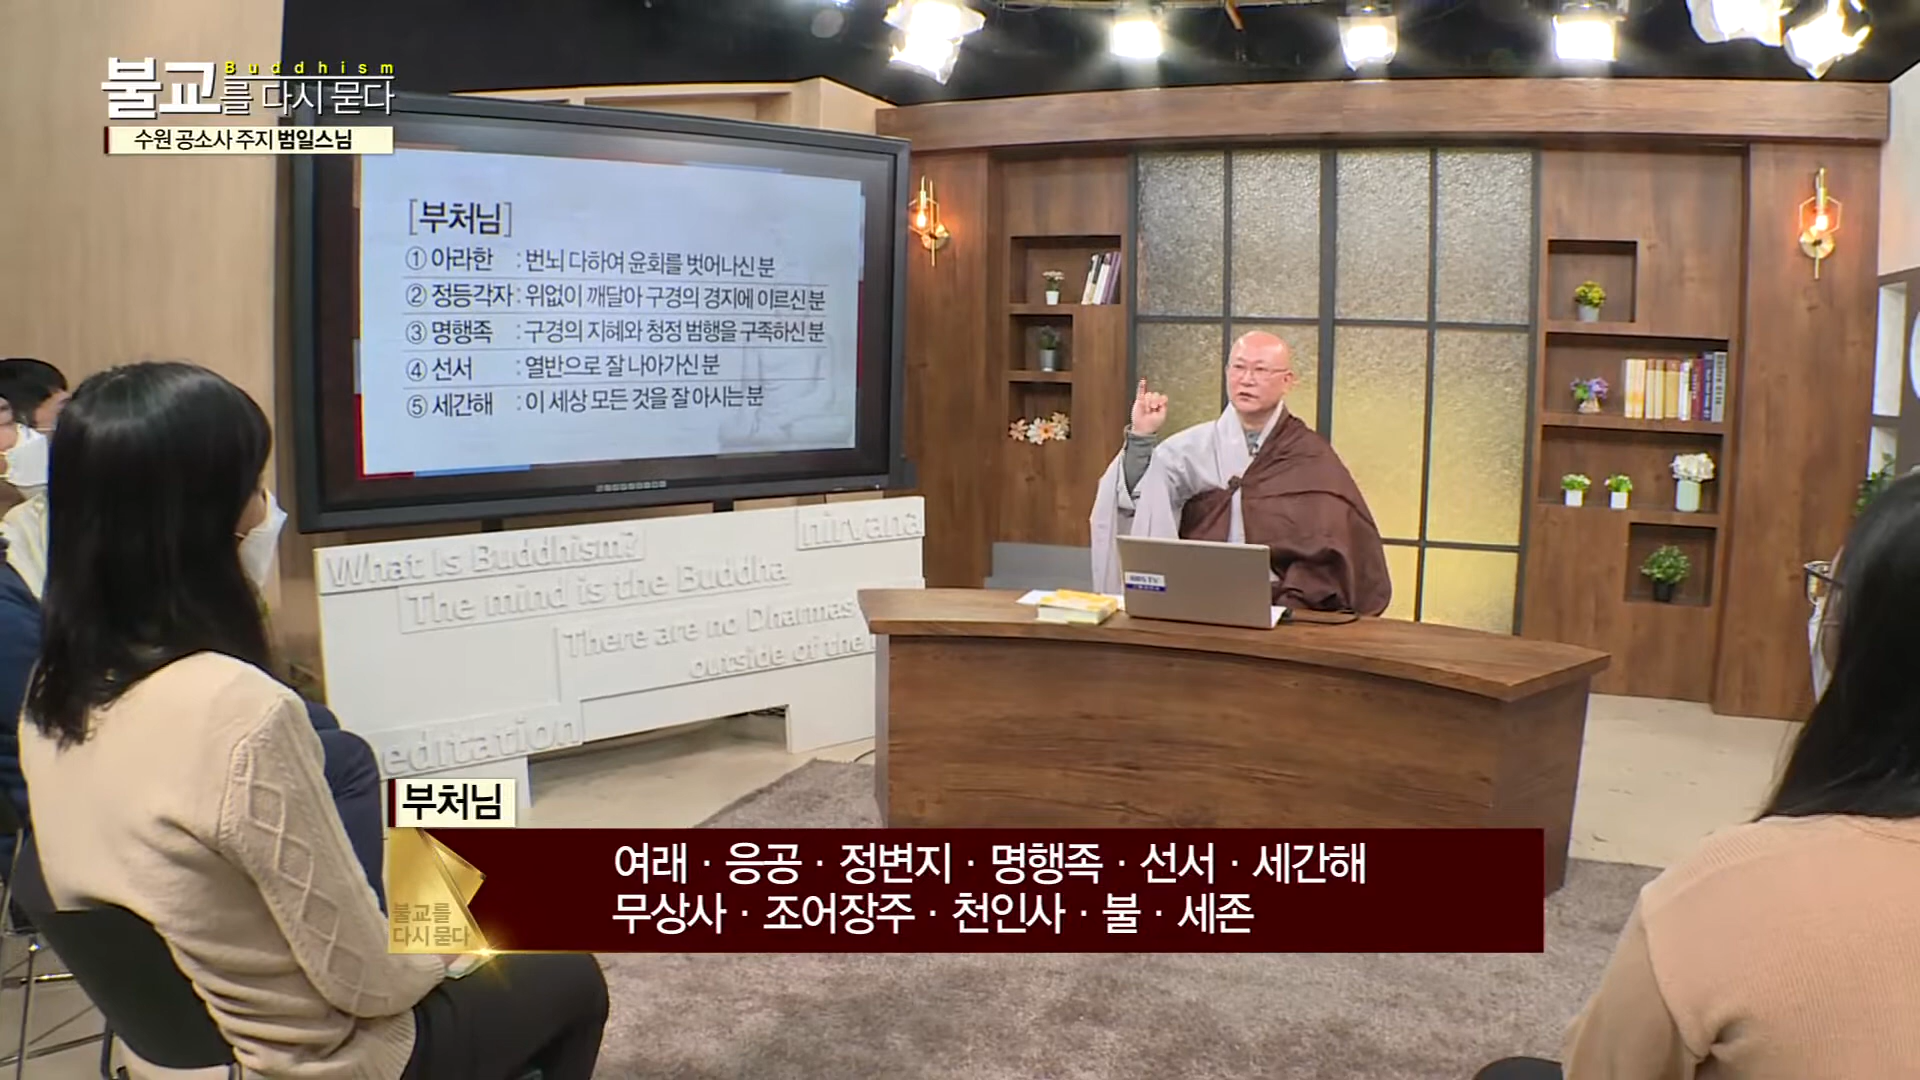 Buddhism
불교를 다시 묻다
수원 공소사 주지 범일스님
[부처님]
① 아라한 : 번뇌 다하여 윤회를 벗어나신 분
② 정등각자 : 위없이 깨달아 구경의 경지에 이르신 분
③ 명행족 : 구경의 지혜와 청정 범행을 구족하신 분
④ 선서 : 열반으로 잘 나아가신 분
⑤ 세간해 : 이 세상 모든 것을 잘 아시는 분
nirvana
What is Buddhism?
The mind is the Buddha
There are no Dharmas
outside of the
editation
BBS TV
부처님
불교를
다시 묻다
여래 · 응공 · 정변지 · 명행족 · 선서 · 세간해
무상사 · 조어장주 · 천인사 · 불 · 세존